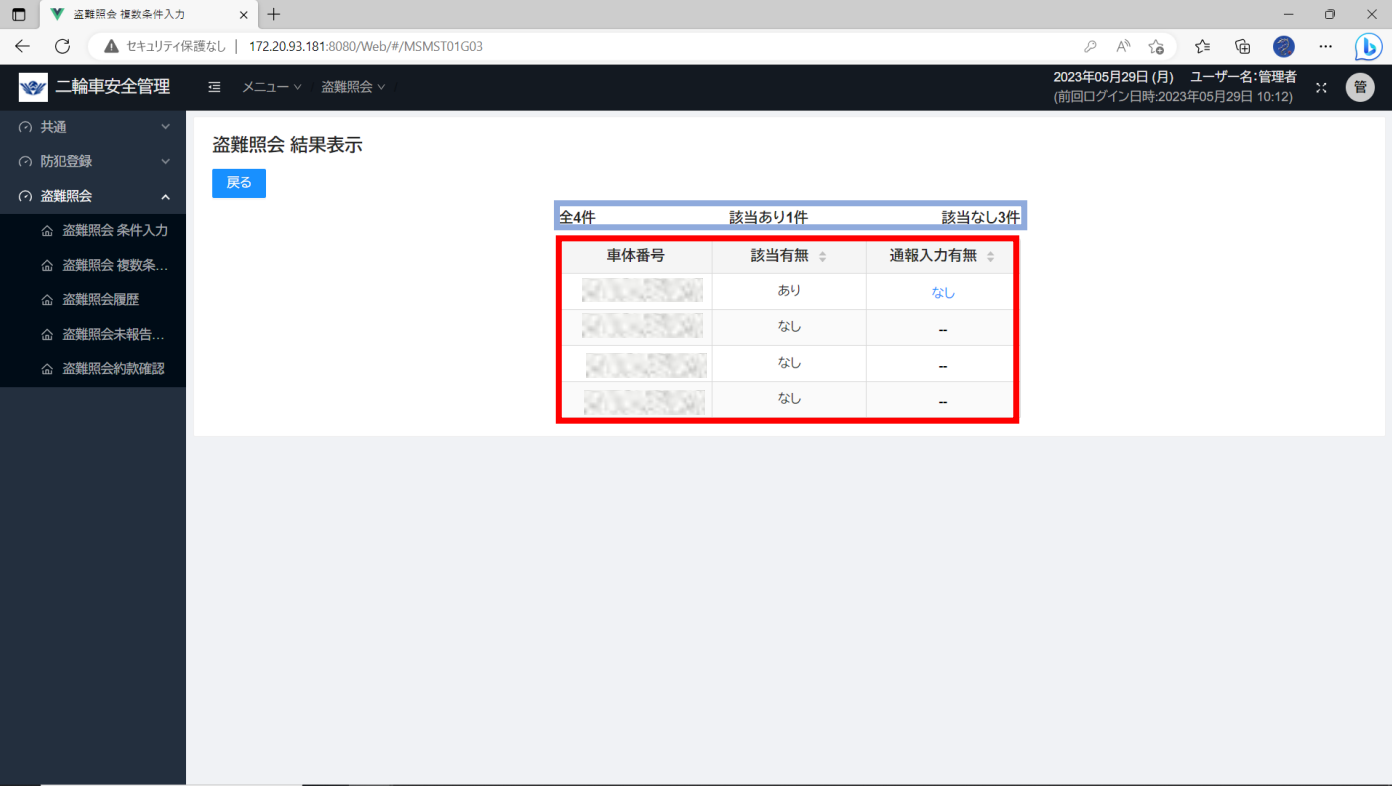 盗難照会 複数条件入力
セキュリティ保護なし | 172.20.93.181:8080/Web/#/MSMST01G03
二輪車安全管理
メニュー / 盗難照会 /
2023年05月29日 (月) ユーザー名:管理者
(前回ログイン日時:2023年05月29日 10:12)
管
共通
防犯登録
盗難照会
盗難照会 条件入力
盗難照会 複数条...
盗難照会履歴
盗難照会未報告...
盗難照会約款確認
盗難照会 結果表示
戻る
全4件 該当あり1件 該当なし3件
車体番号 該当有無 通報入力有無
あり なし
なし --
なし --
なし --